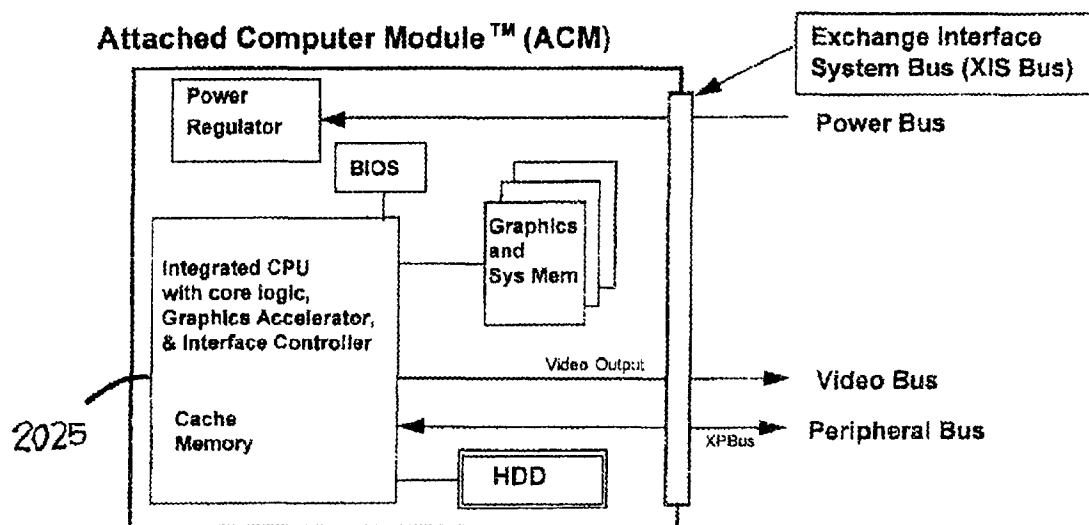 Attached Computer Module™ (ACM)
Exchange Interface
System Bus (XIS Bus)
Power
Regulator
Power Bus
BIOS
Graphics
and
Sys Mem
Integrated CPU
with core logic,
Graphics Accelerator,
& Interface Controller
Video Output
Video Bus
2025
Cache
Memory
XPBus
Peripheral Bus
HDD